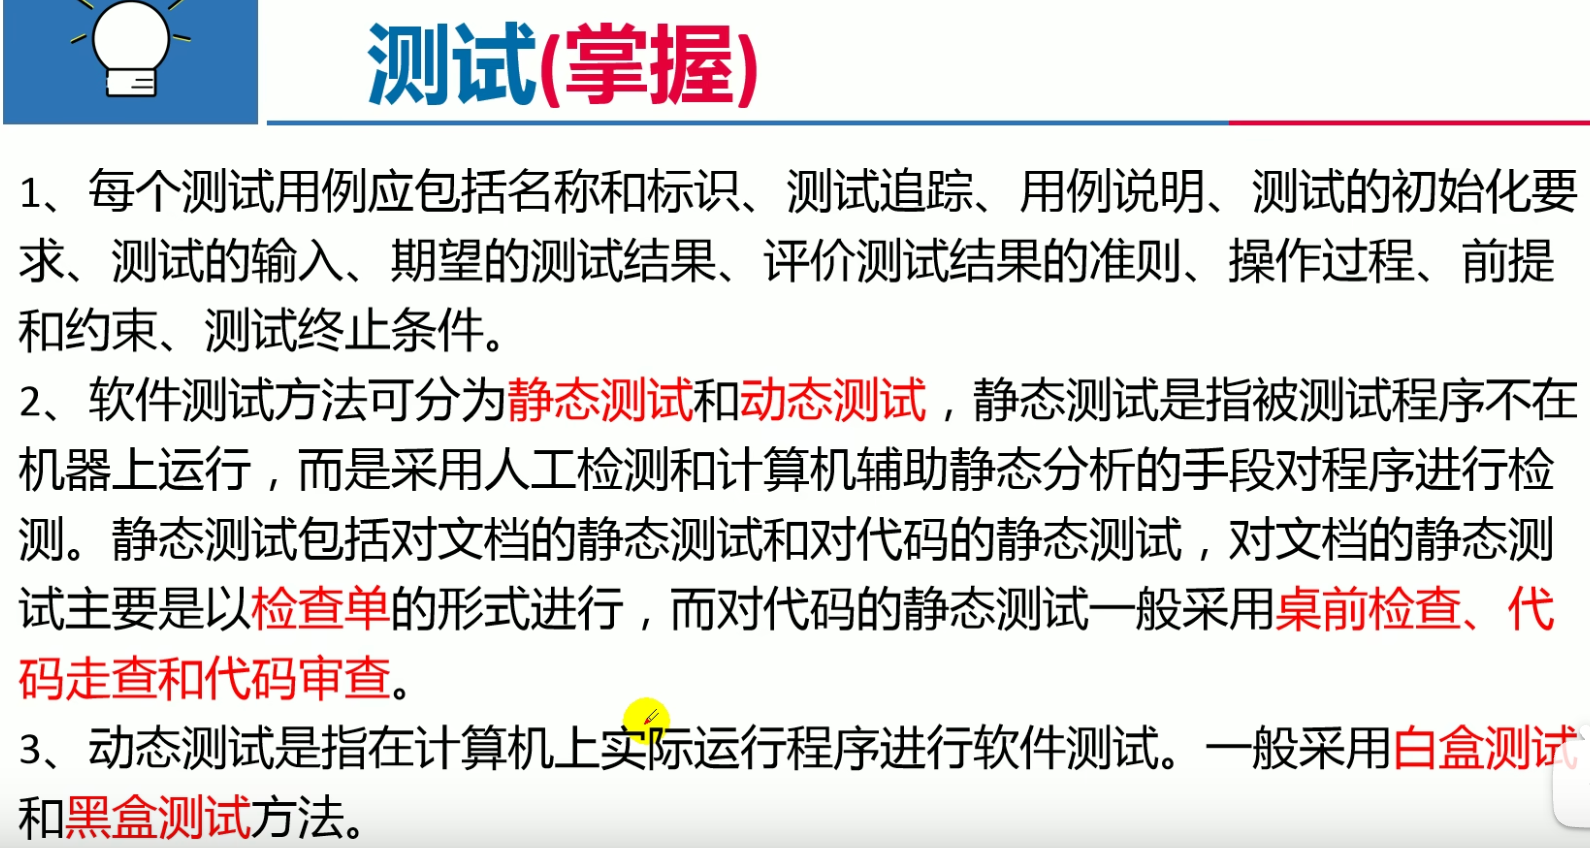 测试(掌握)
1、每个测试用例应包括名称和标识、测试追踪、用例说明、测试的初始化要
求、测试的输入、期望的测试结果、评价测试结果的准则、操作过程、前提
和约束、测试终止条件。
2、软件测试方法可分为静态测试和动态测试，静态测试是指被测试程序不在
机器上运行，而是采用人工检测和计算机辅助静态分析的手段对程序进行检
测。静态测试包括对文档的静态测试和对代码的静态测试，对文档的静态测
试主要是以检查单的形式进行，而对代码的静态测试一般采用桌前检查、代
码走查和代码审查。
3、动态测试是指在计算机上实际运行程序进行软件测试。一般采用白盒测试
和黑盒测试方法。